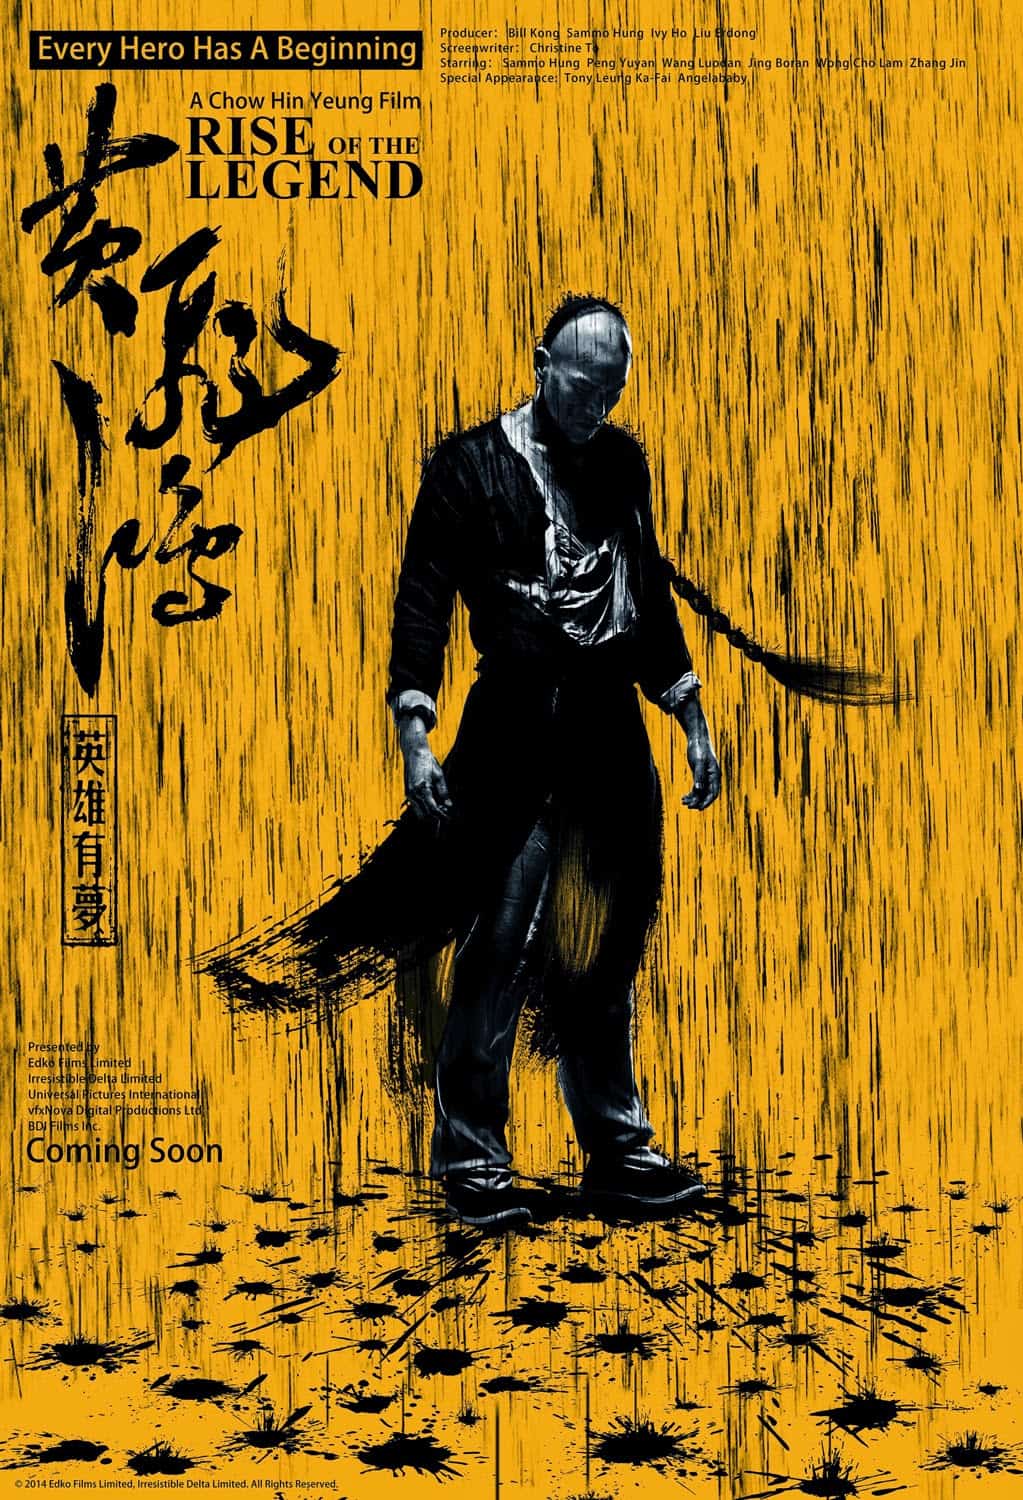 Every Hero Has A Beginning
Producer: Bill Kong Sammo Hung Ivy Ho Liu Erdong
Screenwriter: Christine To
Starring: Sammo Hung Peng Yuyan Wang Luodan Jing Boran Wong Cho Lam Zhang Jin
Special Appearance: Tony Leung Ka-Fai Angelababy
A Chow Hin Yeung Film
RISE OF THE
LEGEND
黃飛鴻
英雄有夢
Presented by
Edko Films Limited
Irresistible Delta Limited
Universal Pictures International
vfxNova Digital Productions Ltd
BDI Films Inc.
Coming Soon
© 2014 Edko Films Limited, Irresistible Delta Limited. All Rights Reserved.